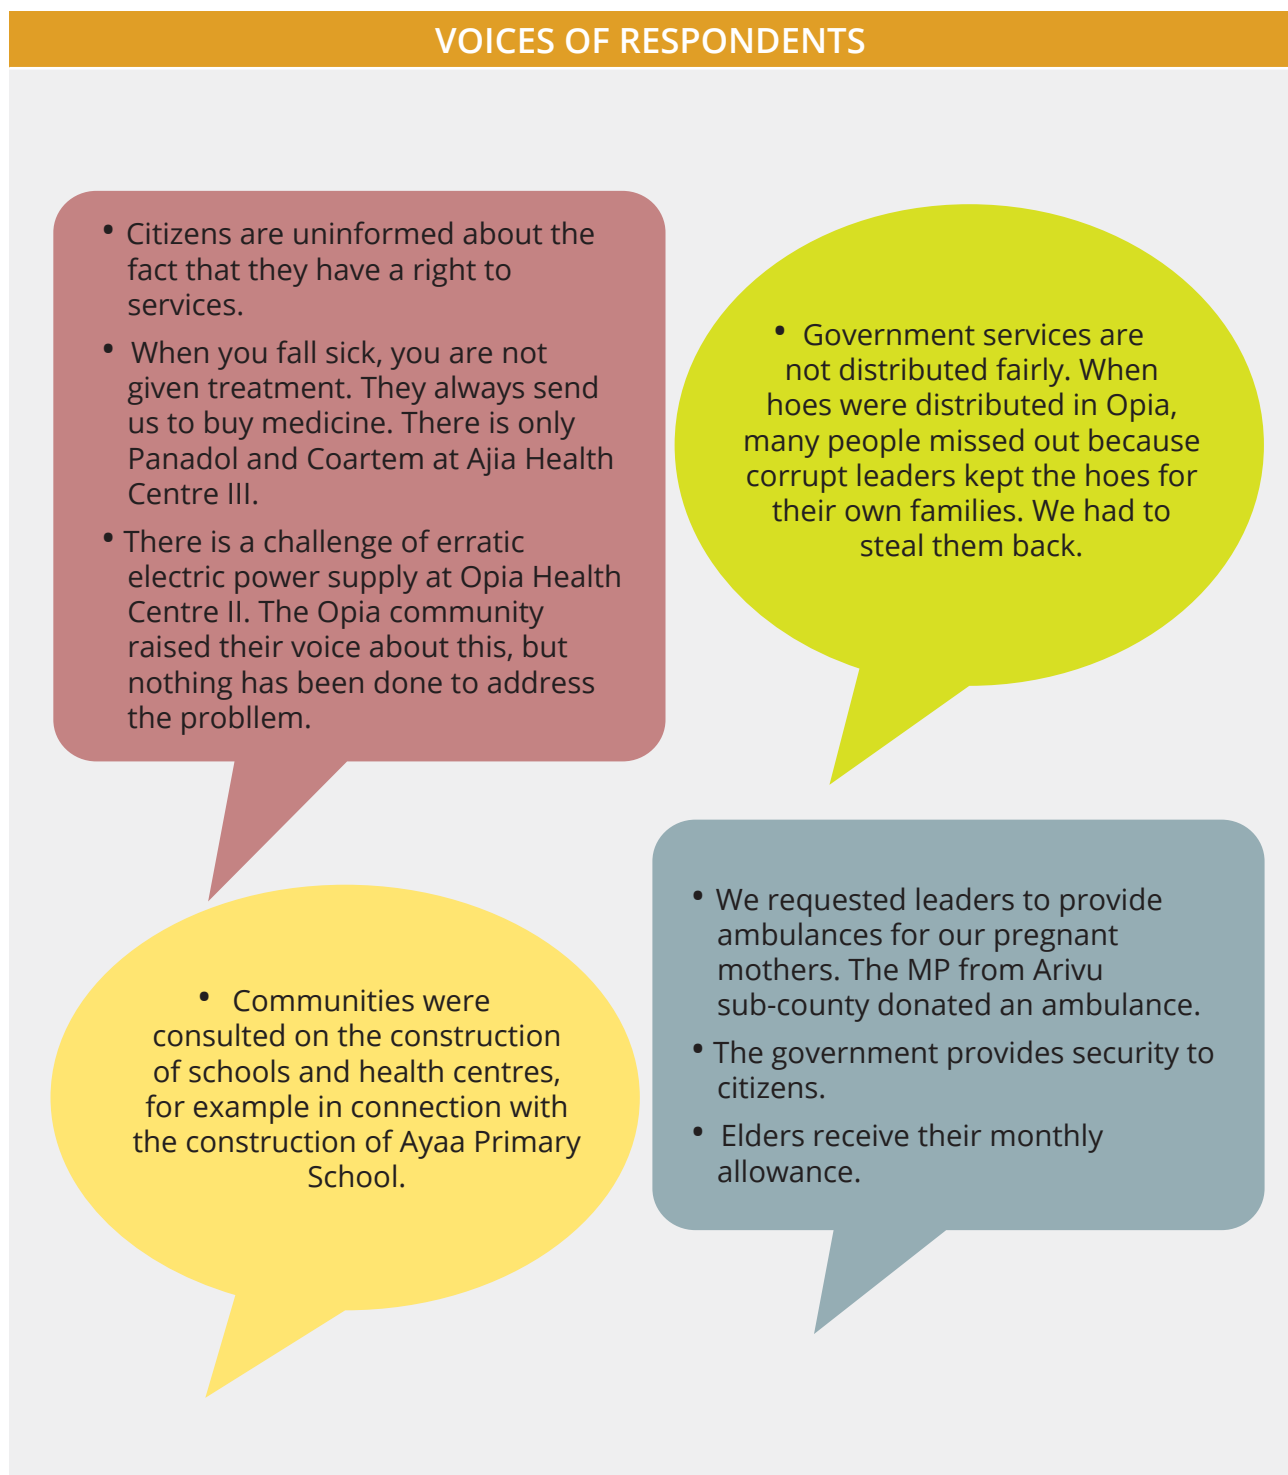 VOICES OF RESPONDENTS
• Citizens are uninformed about the
fact that they have a right to
services.
• When you fall sick, you are not
given treatment. They always send
us to buy medicine. There is only
Panadol and Coartem at Ajia Health
Centre III.
• There is a challenge of erratic
electric power supply at Opia Health
Centre II. The Opia community
raised their voice about this, but
nothing has been done to address
the probllem.
• Government services are
not distributed fairly. When
hoes were distributed in Opia,
many people missed out because
corrupt leaders kept the hoes for
their own families. We had to
steal them back.
• Communities were
consulted on the construction
of schools and health centres,
for example in connection with
the construction of Ayaa Primary
School.
• We requested leaders to provide
ambulances for our pregnant
mothers. The MP from Arivu
sub-county donated an ambulance.
• The government provides security to
citizens.
• Elders receive their monthly
allowance.